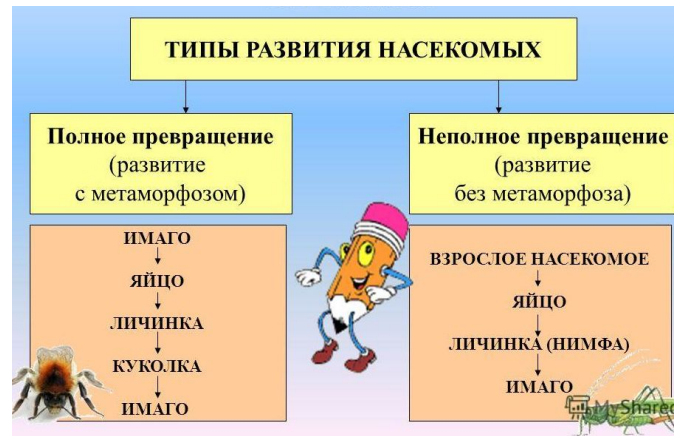 ТИПЫ РАЗВИТИЯ НАСЕКОМЫХ
Полное превращение
(развитие
с метаморфозом)
ИМАГО
ЯЙЦО
ЛИЧИНКА
КУКОЛКА
ИМАГО
Неполное превращение
(развитие
без метаморфоза)
ВЗРОСЛОЕ НАСЕКОМОЕ
ЯЙЦО
ЛИЧИНКА (НИМФА)
ИМАГО
MyShared